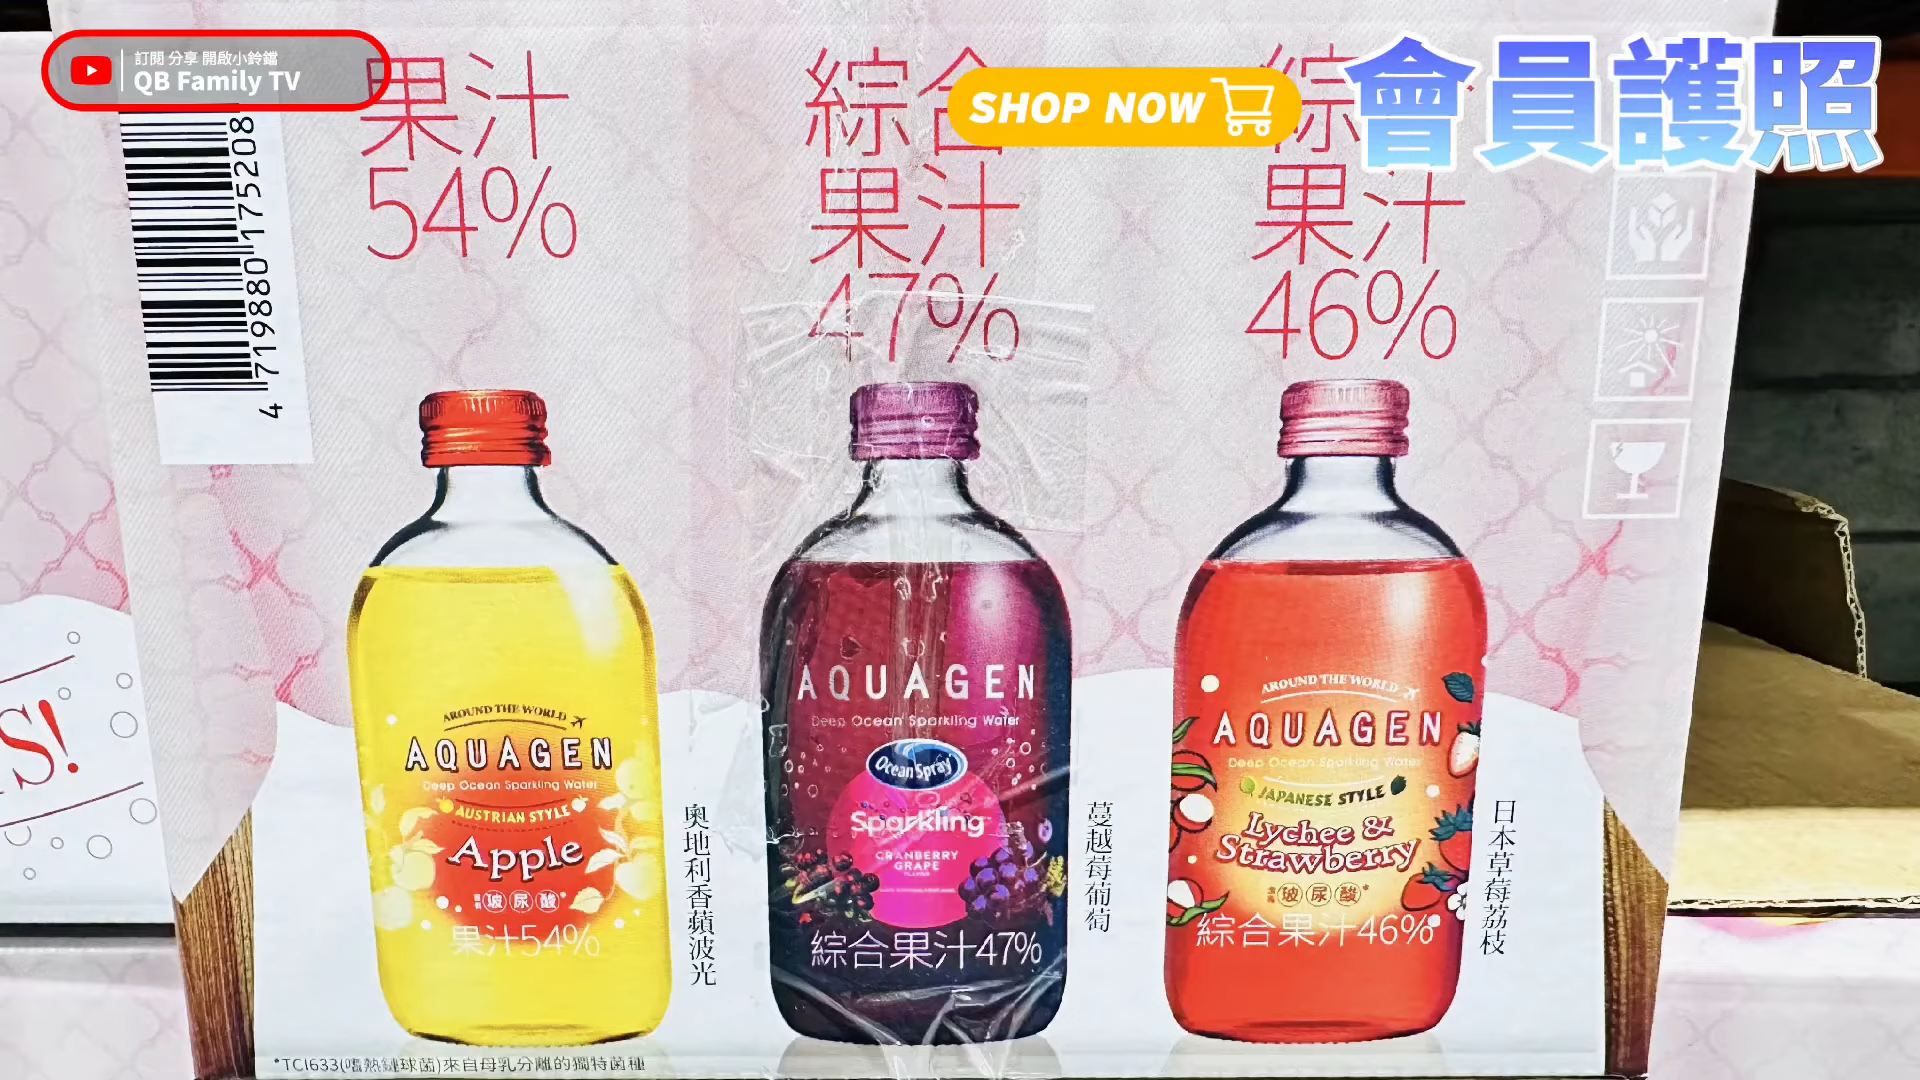 訂閱 分享 開啟小鈴鐺
QB Family TV
SHOP NOW
會員護照
4 719880 175208
果汁
54%
綜合
果汁
47%
綜
果汁
46%
S!
AROUND THE WORLD
AQUAGEN
Deep Ocean Sparkling Water
AUSTRIAN STYLE
Apple
玻尿酸*
果汁54%
奧地利香蘋波光
AQUAGEN
Deep Ocean Sparkling Water
Ocean Spray
Sparkling
CRANBERRY
GRAPE
綜合果汁47%
蔓越莓葡萄
AROUND THE WORLD
AQUAGEN
Deep Ocean Sparkling Water
JAPANESE STYLE
Lychee &
Strawberry
玻尿酸*
綜合果汁46%
日本草莓荔枝
*TCI633(嗜熱鏈球菌)來自母乳分離的獨特菌種